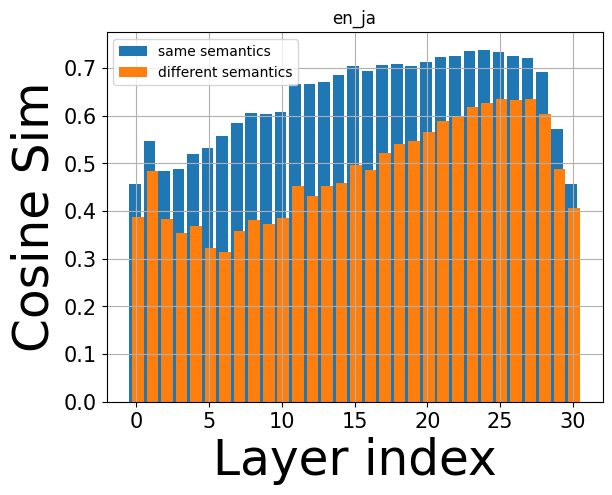 en_ja
same semantics
different semantics
Cosine Sim
0.7
0.6
0.5
0.4
0.3
0.2
0.1
0.0
0 5 10 15 20 25 30
Layer index